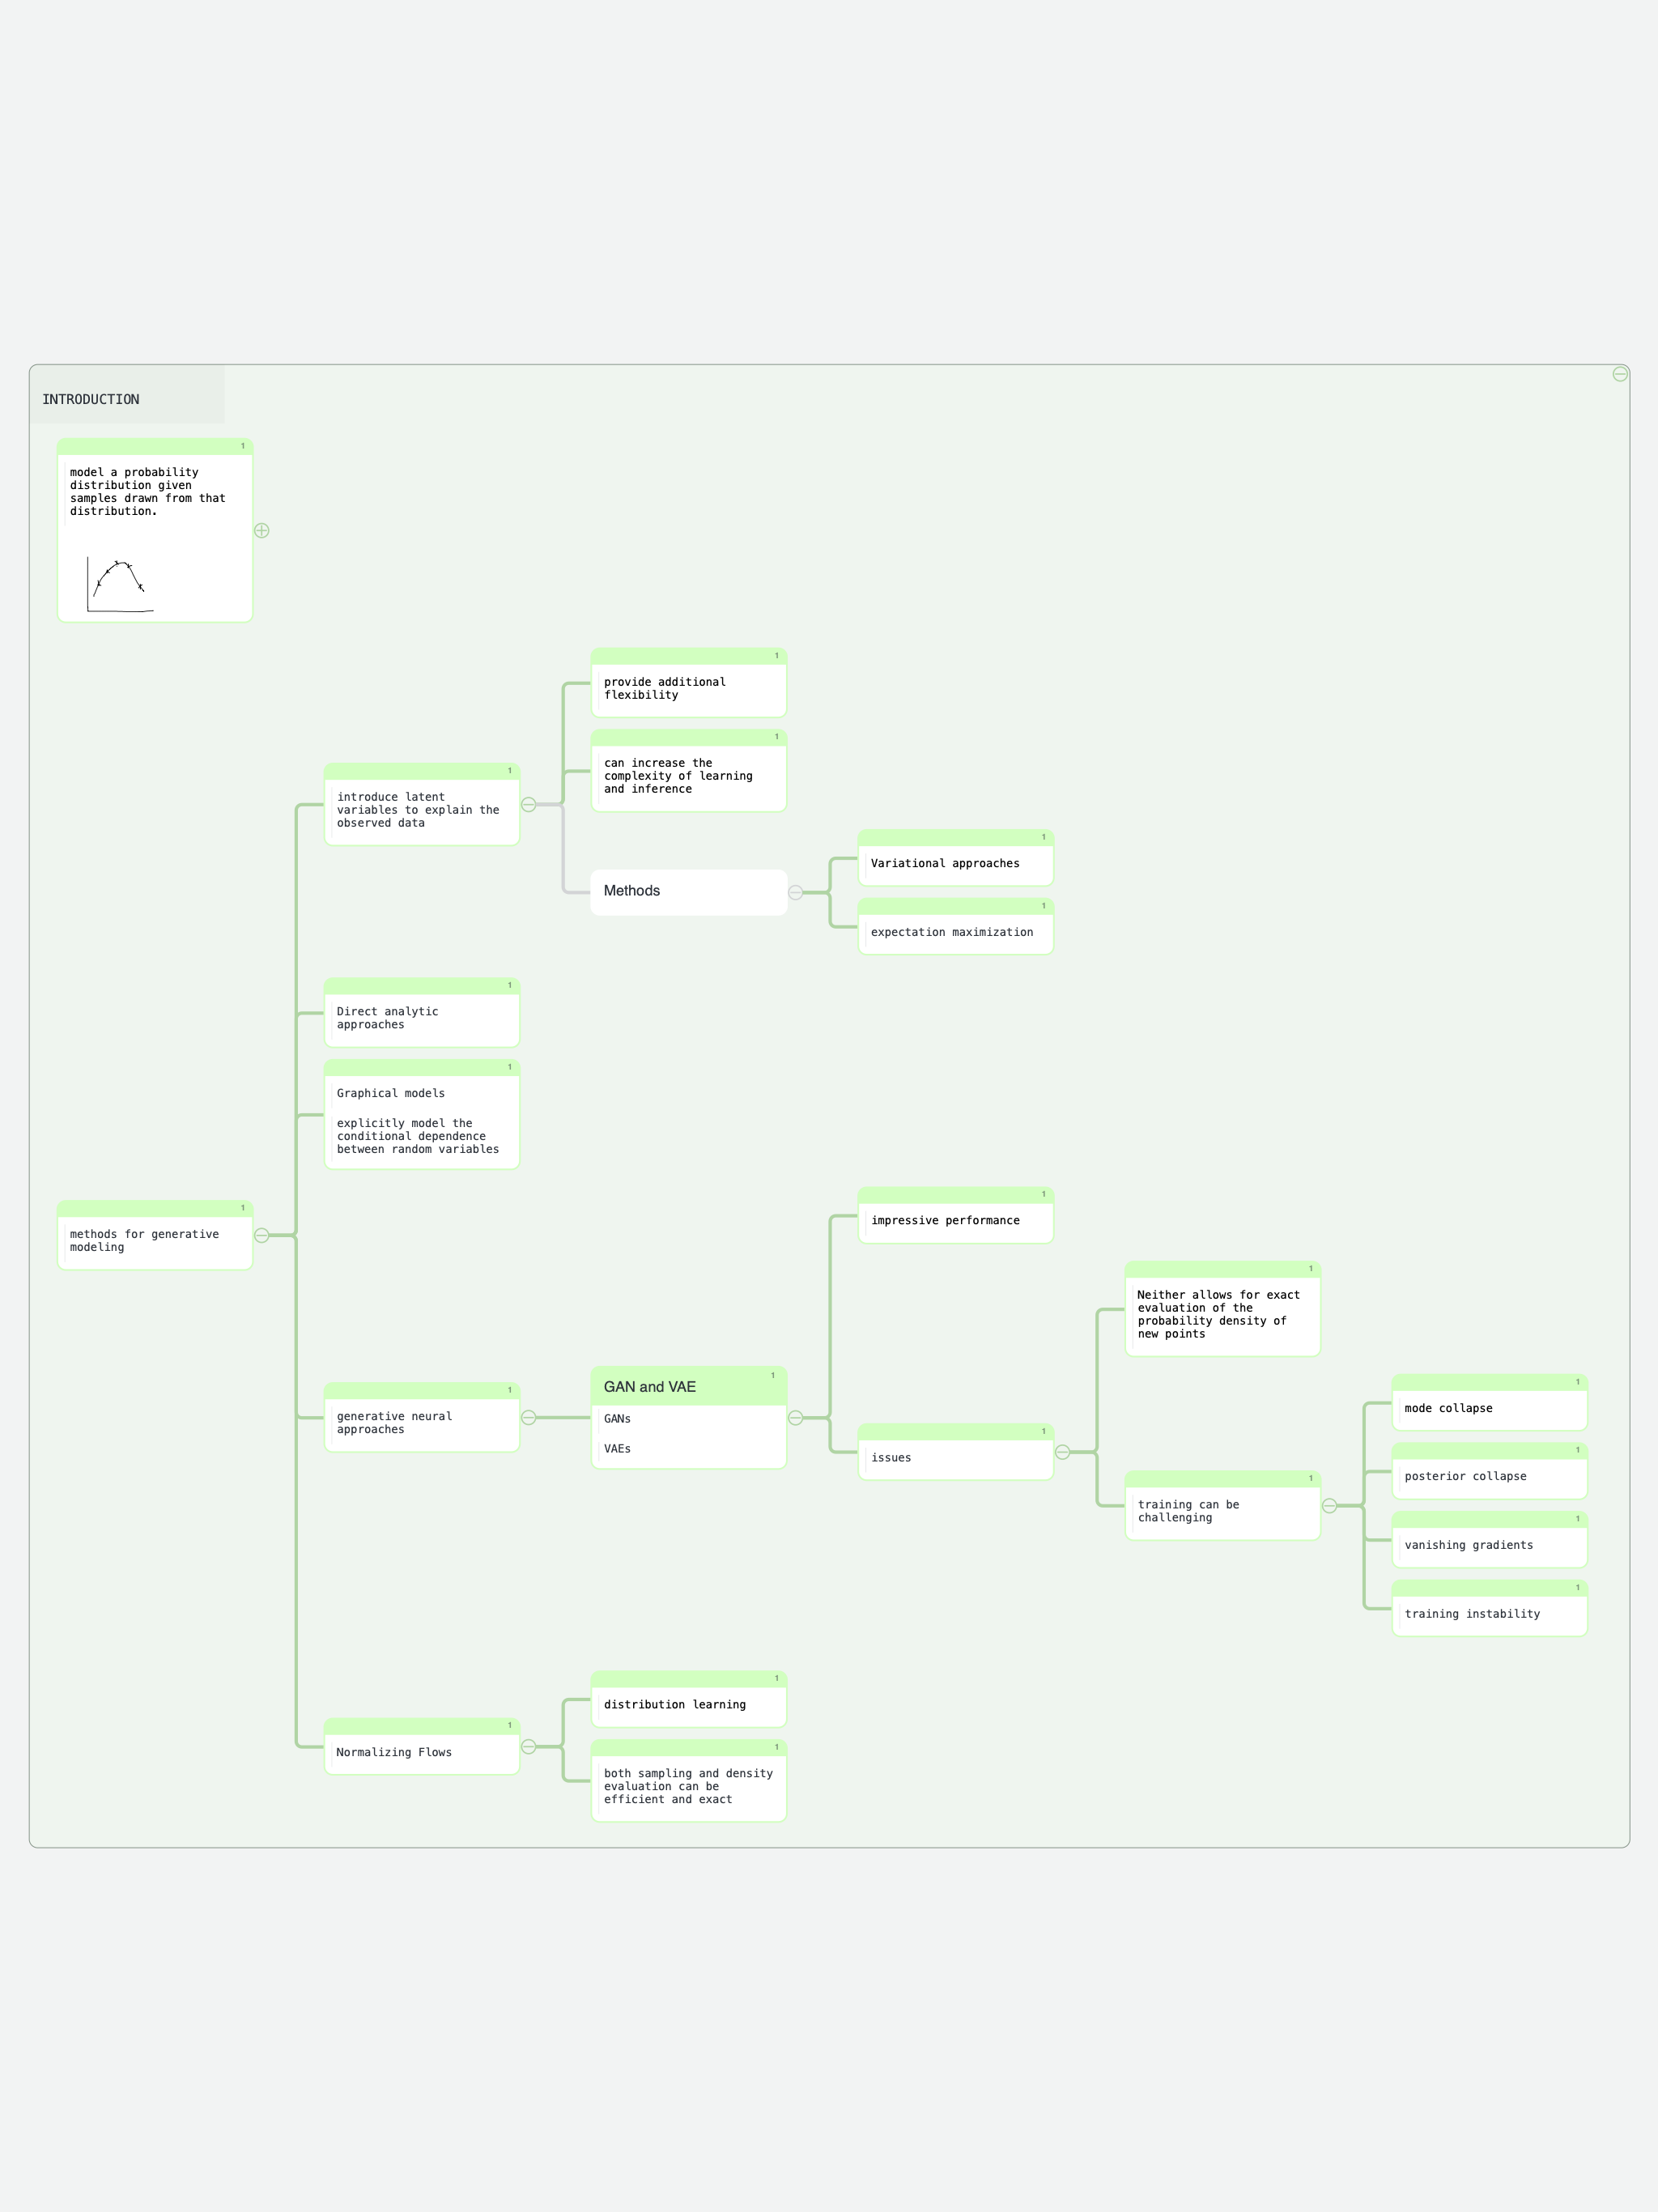 INTRODUCTION
1
model a probability
distribution given
samples drawn from that
distribution.
1
provide additional
flexibility
1
can increase the
complexity of learning
and inference
1
introduce latent
variables to explain the
observed data
Methods
1
Variational approaches
1
expectation maximization
1
Direct analytic
approaches
1
Graphical models
explicitly model the
conditional dependence
between random variables
1
methods for generative
modeling
1
impressive performance
1
Neither allows for exact
evaluation of the
probability density of
new points
1
generative neural
approaches
1
GAN and VAE
GANs
VAEs
1
issues
1
training can be
challenging
1
mode collapse
1
posterior collapse
1
vanishing gradients
1
training instability
1
Normalizing Flows
1
distribution learning
1
both sampling and density
evaluation can be
efficient and exact